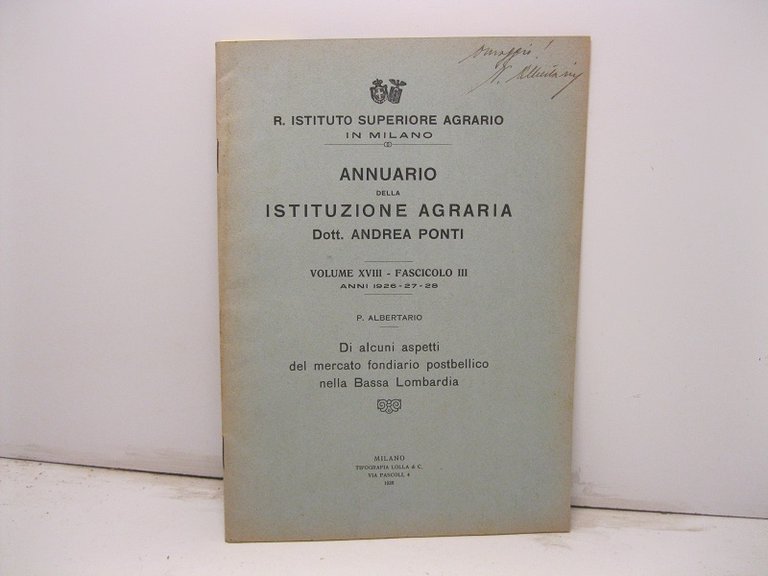 Omaggio!
R. ISTITUTO SUPERIORE AGRARIO
IN MILANO
ANNUARIO
DELLA
ISTITUZIONE AGRARIA
Dott. ANDREA PONTI
VOLUME XVIII - FASCICOLO III
ANNI 1926-27-28
P. ALBERTARIO
Di alcuni aspetti
del mercato fondiario postbellico
nella Bassa Lombardia
MILANO
TIPOGRAFIA LOLLA & C.
VIA PASCOLI, 4